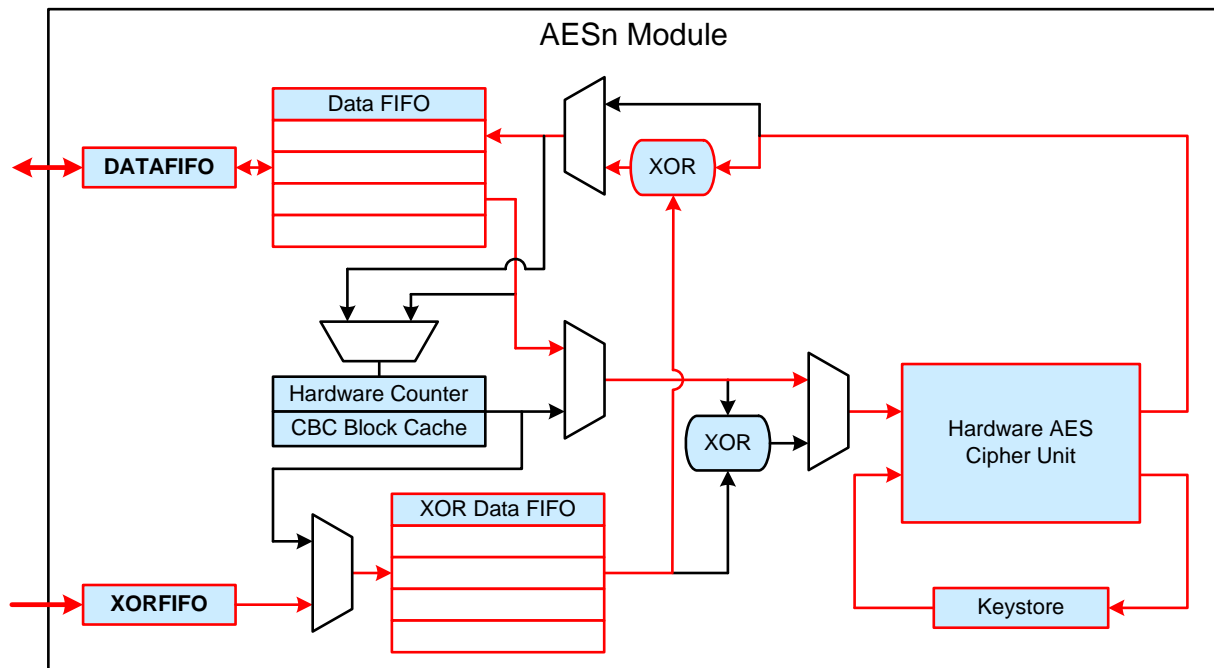 AESn Module
Data FIFO
DATAFIFO
XOR
Hardware Counter
CBC Block Cache
XOR
Hardware AES
Cipher Unit
XOR Data FIFO
XORFIFO
Keystore